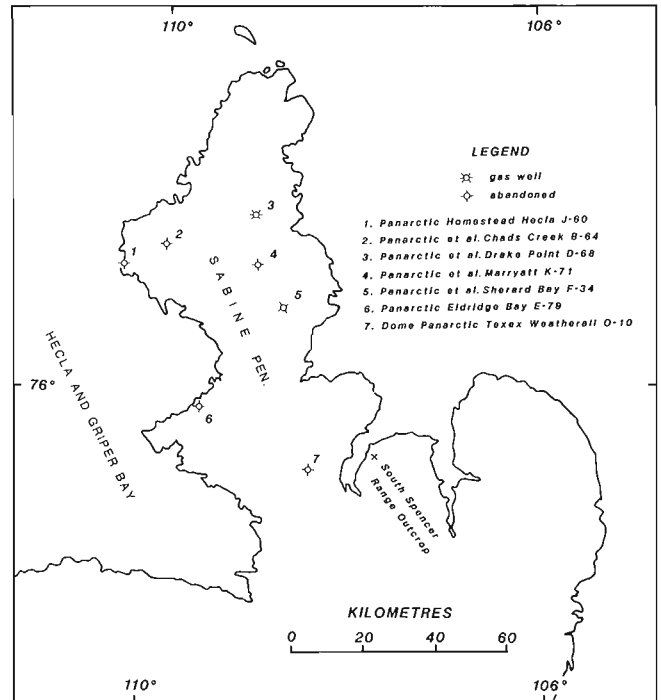 110° 106°
LEGEND
gas well
abandoned
1. Panarctic Homestead Hecla J-60
2. Panarctic et al. Chads Creek B-64
3. Panarctic et al. Drake Point D-68
4. Panarctic et al. Marryatt K-71
5. Panarctic et al. Sherard Bay F-34
6. Panarctic Eldridge Bay E-79
7. Dome Panarctic Texex Weatherall O-10
3
2
1
4
5
SABINE PEN.
HECLA AND GRIPER BAY
76°
6
7
South Spencer
Range Outcrop
KILOMETRES
0 20 40 60
110° 106°